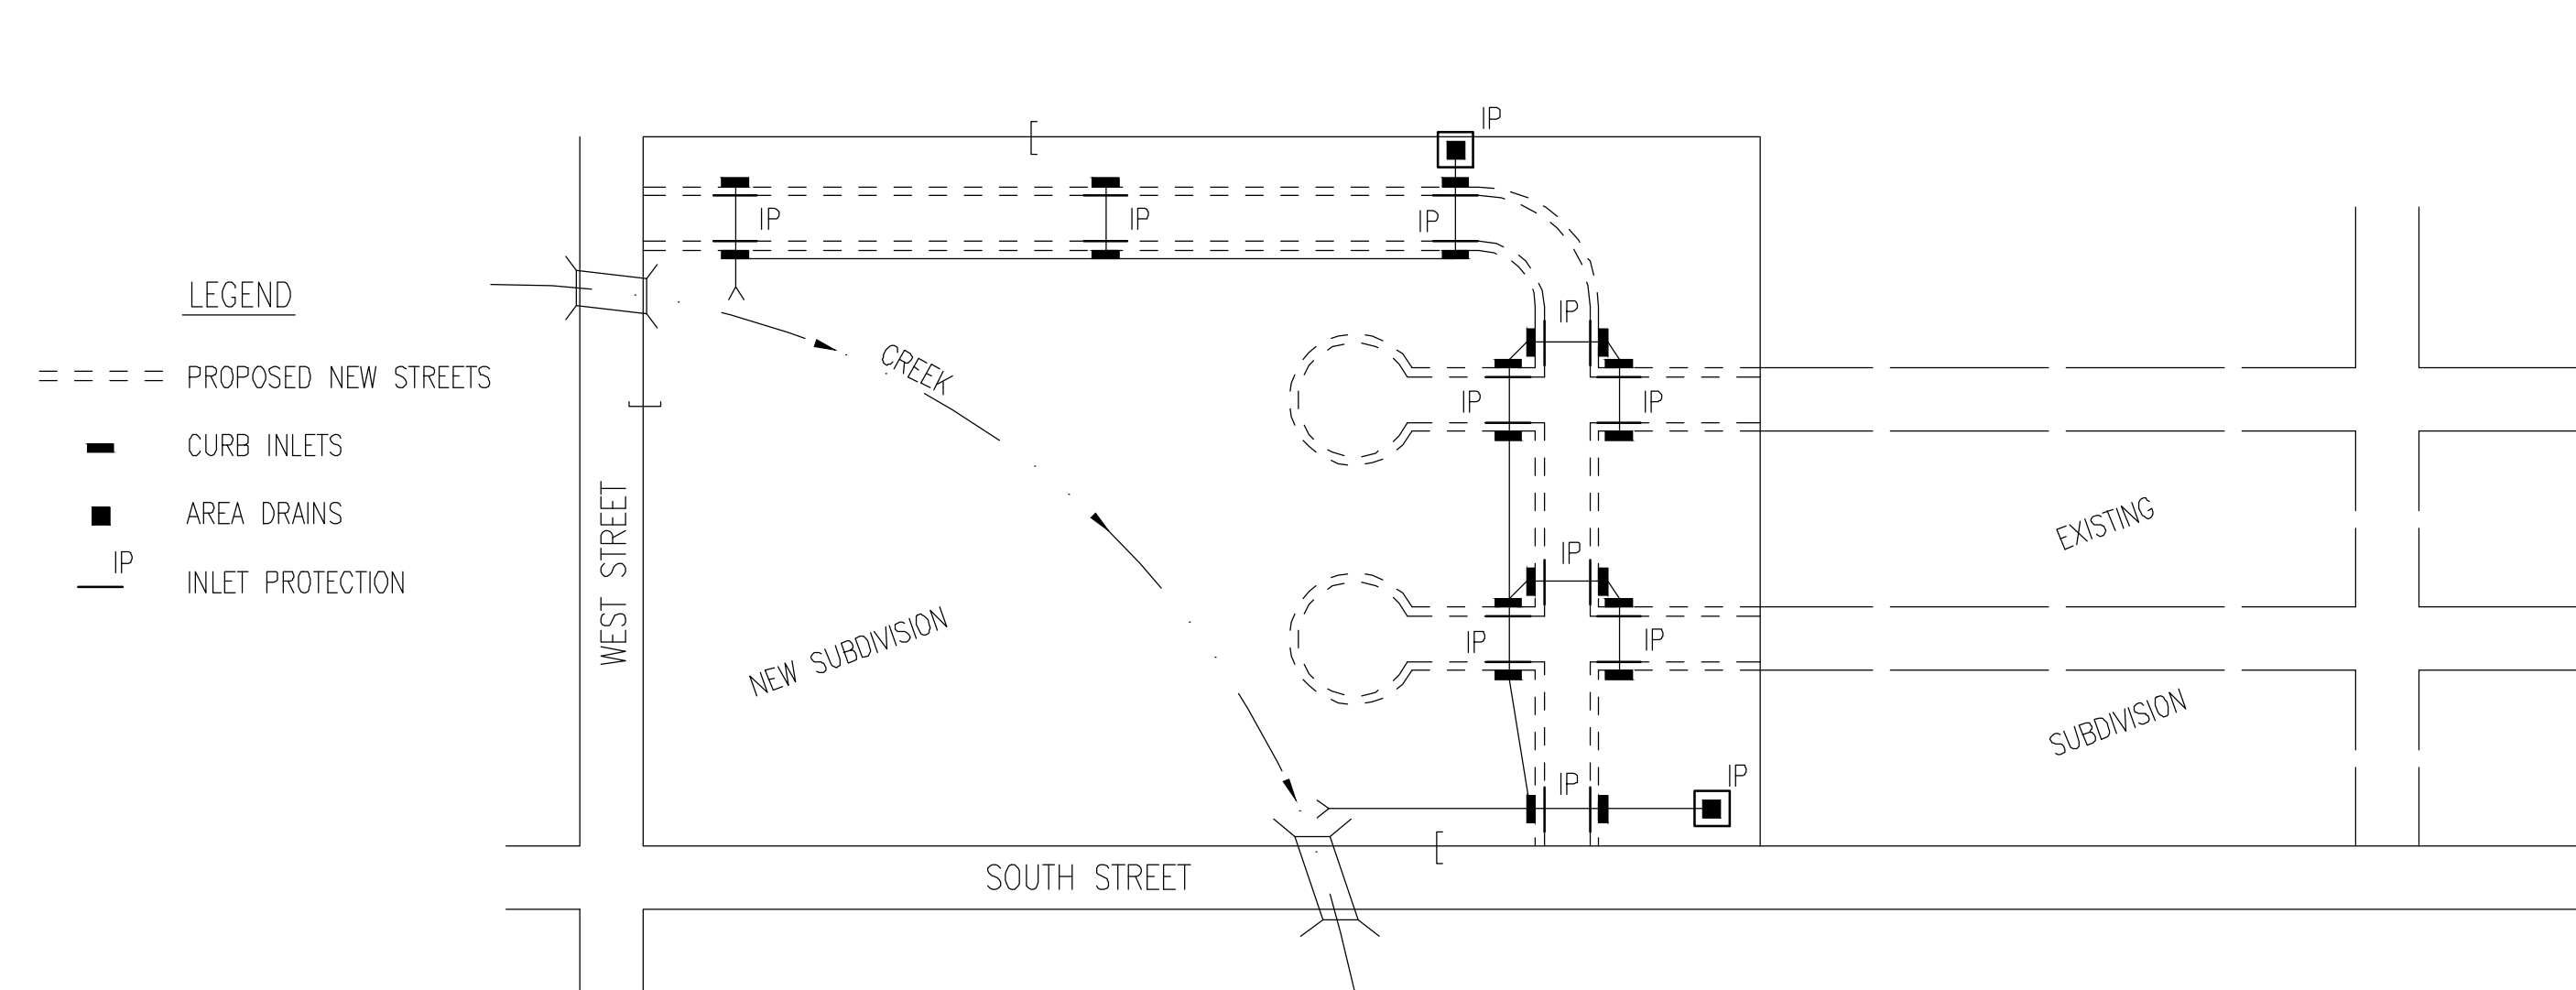 IP
IP
IP
IP
LEGEND
PROPOSED NEW STREETS
CURB INLETS
AREA DRAINS
IP
INLET PROTECTION
WEST STREET
CREEK
NEW SUBDIVISION
IP
IP
IP
IP
IP
IP
IP
IP
SOUTH STREET
EXISTING
SUBDIVISION